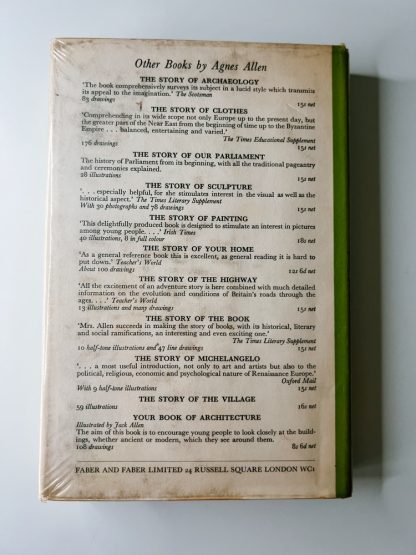 Other Books by Agnes Allen
THE STORY OF ARCHAEOLOGY
'The book comprehensively surveys its subject in a lucid style which transmits
its appeal to the imagination.' The Scotsman
83 drawings 15s net
THE STORY OF CLOTHES
'Comprehending in its wide scope not only Europe up to the present day, but
the greater part of the Near East from the beginning of time up to the Byzantine
Empire . . . balanced, entertaining and varied.'
The Times Educational Supplement
176 drawings 15s net
THE STORY OF OUR PARLIAMENT
The history of Parliament from its beginning, with all the traditional pageantry
and ceremonies explained.
28 illustrations 15s net
THE STORY OF SCULPTURE
'. . . especially helpful, for she stimulates interest in the visual as well as the
historical aspect.' The Times Literary Supplement
With 30 photographs and 78 drawings 15s net
THE STORY OF PAINTING
'This delightfully produced book is designed to stimulate an interest in pictures
among young people. . . .' Irish Times
40 illustrations, 8 in full colour 18s net
THE STORY OF YOUR HOME
'As a general reference book this is excellent, as general reading it is hard to
put down.' Teacher's World
About 100 drawings 12s 6d net
THE STORY OF THE HIGHWAY
'All the excitement of an adventure story is here combined with much detailed
information on the evolution and conditions of Britain's roads through the
ages. . . .' Teacher's World
13 illustrations and many drawings 15s net
THE STORY OF THE BOOK
'Mrs. Allen succeeds in making the story of books, with its historical, literary
and social ramifications, an interesting and even exciting one.'
The Times Literary Supplement
10 half-tone illustrations and 47 line drawings 15s net
THE STORY OF MICHELANGELO
'. . . a most useful introduction, not only to art and artists but also to the
political, religious, economic and psychological nature of Renaissance Europe.'
Oxford Mail
With 9 half-tone illustrations 15s net
THE STORY OF THE VILLAGE
59 illustrations 16s net
YOUR BOOK OF ARCHITECTURE
Illustrated by Jack Allen
The aim of this book is to encourage young people to look closely at the build-
ings, whether ancient or modern, which they see around them.
108 drawings 8s 6d net
FABER AND FABER LIMITED 24 RUSSELL SQUARE LONDON WC1